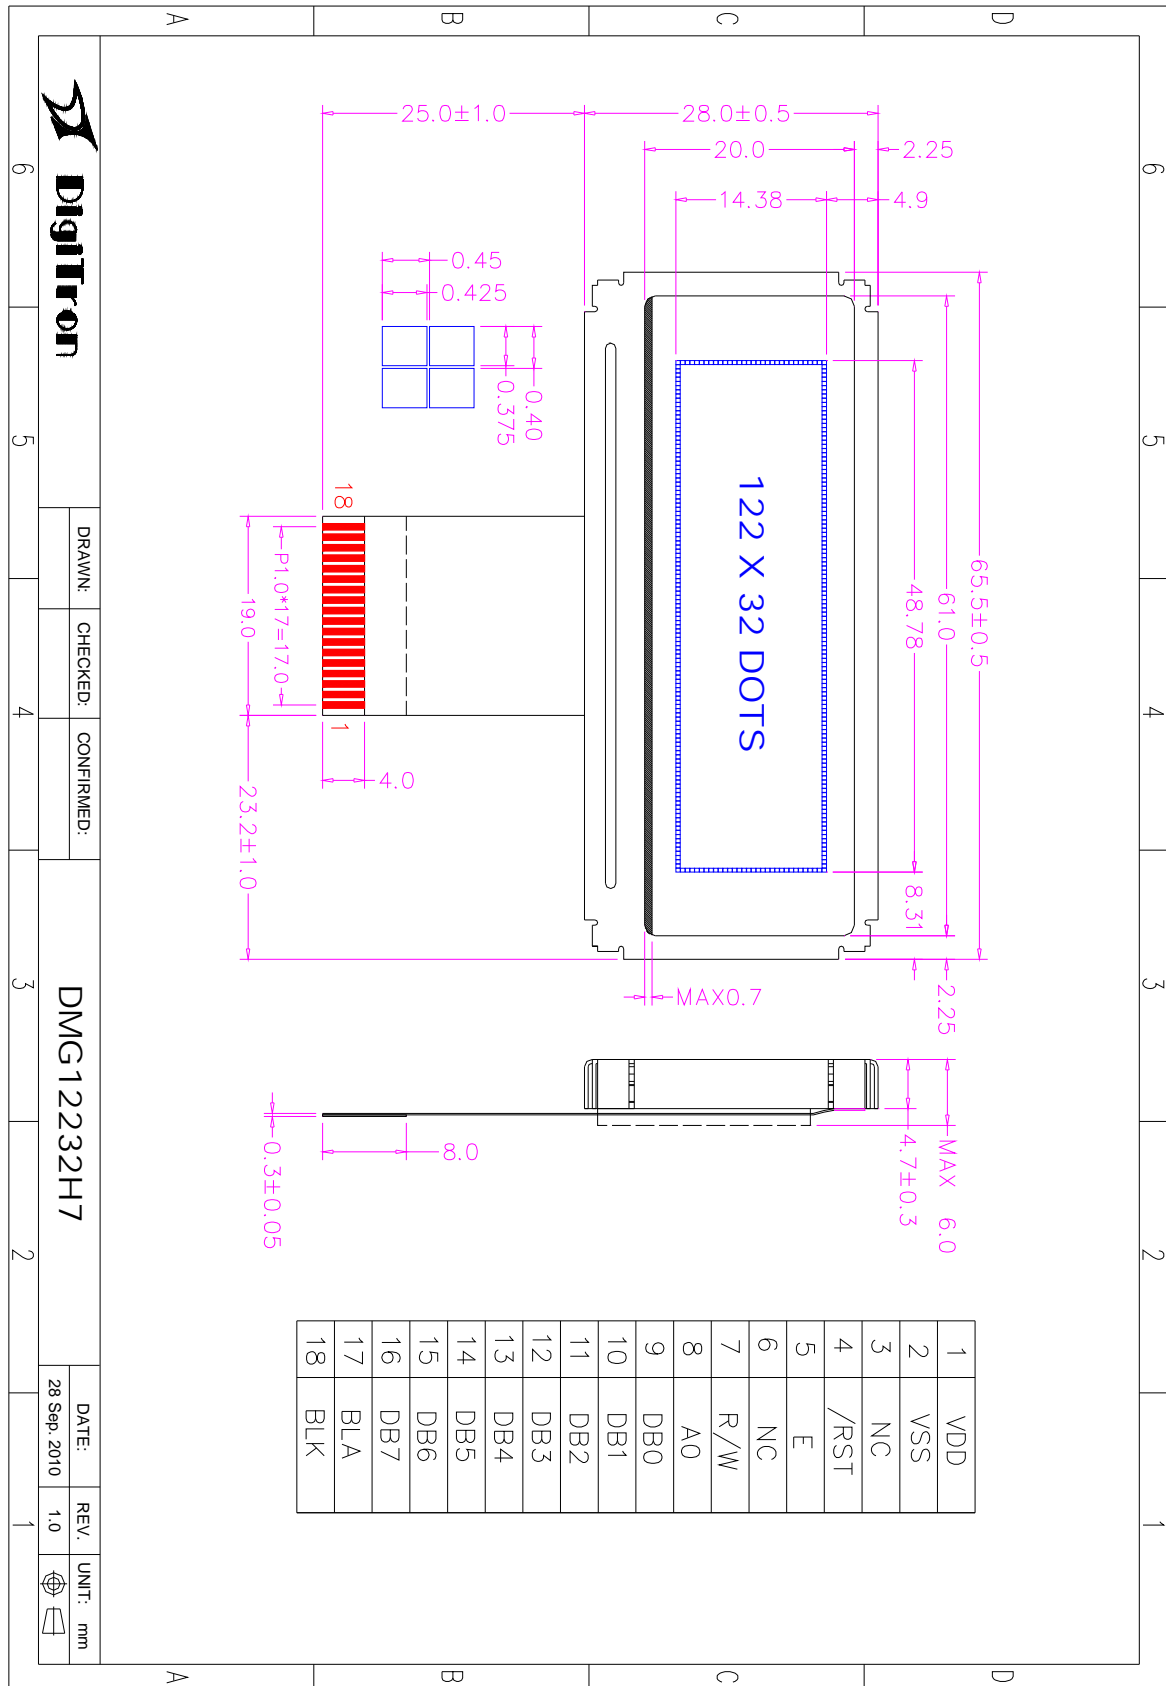 6 5 4 3 2 1
D
C
B
A
65.5±0.5
61.0
2.25
48.78
8.31
MAX 6.0
4.7±0.3
28.0±0.5
2.25
20.0
4.9
14.38
122 X 32 DOTS
MAX0.7
25.0±1.0
0.40
0.375
0.45
0.425
18
1
4.0
P1.0*17=17.0
19.0
23.2±1.0
8.0
0.3±0.05
1 VDD
2 VSS
3 NC
4 /RST
5 E
6 NC
7 R/W
8 A0
9 DB0
10 DB1
11 DB2
12 DB3
13 DB4
14 DB5
15 DB6
16 DB7
17 BLA
18 BLK
D
C
B
A
DigiTron
DRAWN: CHECKED: CONFIRMED:
DMG12232H7
DATE: REV. UNIT: mm
28 Sep. 2010 1.0
6 5 4 3 2 1